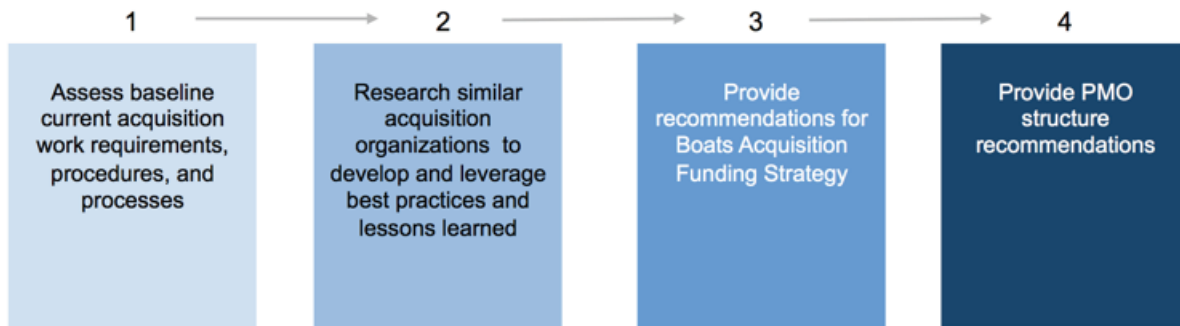 1
2
3
4
Assess baseline
current acquisition
work requirements,
procedures, and
processes
Research similar
acquisition
organizations to
develop and leverage
best practices and
lessons learned
Provide
recommendations for
Boats Acquisition
Funding Strategy
Provide PMO
structure
recommendations